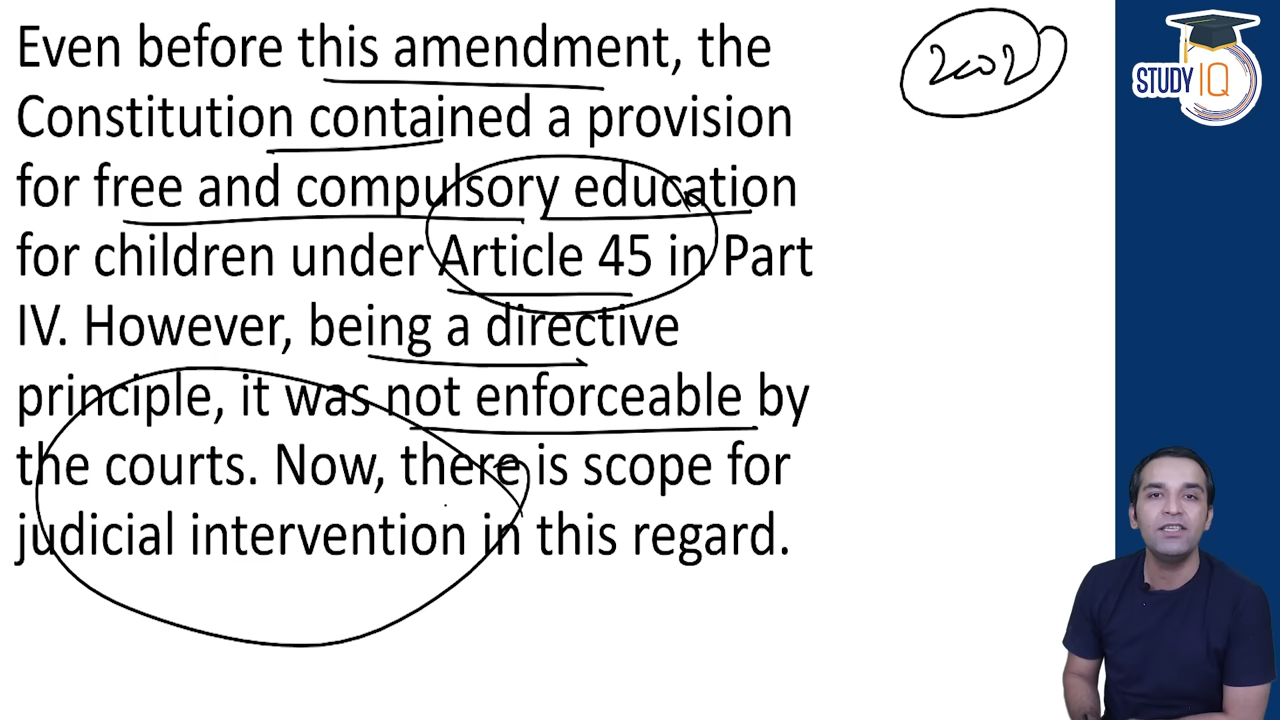 Even before this amendment, the
Constitution contained a provision
for free and compulsory education
for children under Article 45 in Part
IV. However, being a directive
principle, it was not enforceable by
the courts. Now, there is scope for
judicial intervention in this regard.
STUDY IQ